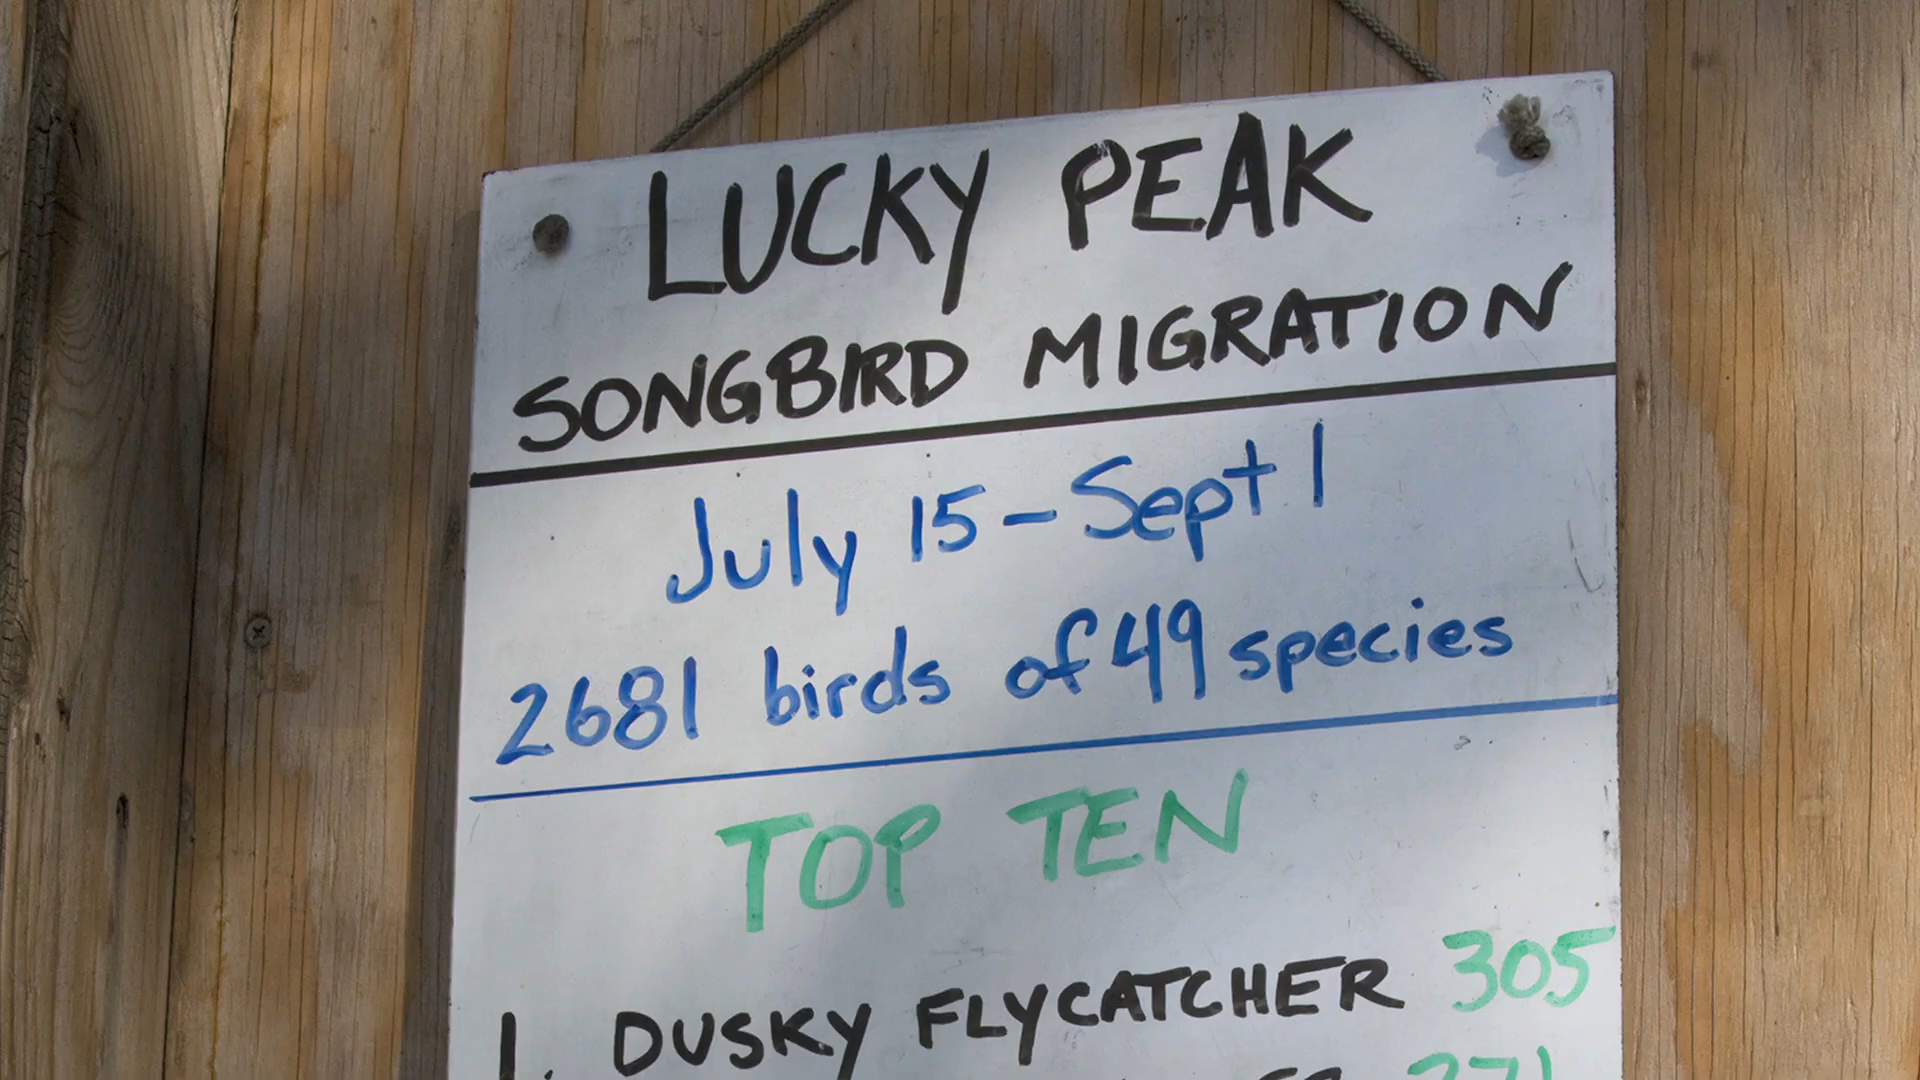 LUCKY PEAK
SONGBIRD MIGRATION
July 15 - Sept 1
2681 birds of 49 species
TOP TEN
1. DUSKY FLYCATCHER 305
271